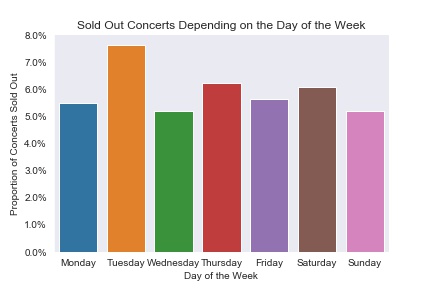 Sold Out Concerts Depending on the Day of the Week
8.0%
7.0%
6.0%
5.0%
4.0%
3.0%
2.0%
1.0%
0.0%
Proportion of Concerts Sold Out
Monday Tuesday Wednesday Thursday Friday Saturday Sunday
Day of the Week